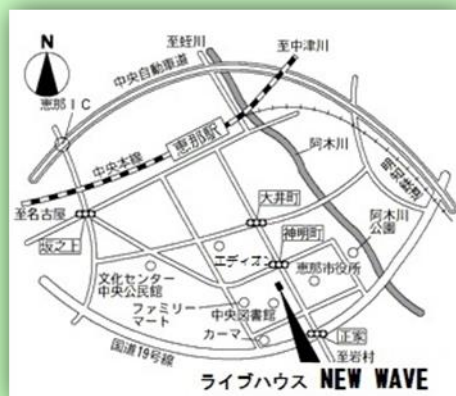 N
至蛭川
至中津川
中央自動車道
恵那IC
恵那駅
阿木川
明知鉄道
中央本線
至名古屋
大井町
阿木川
公園
阪之上
神明町
エディオン
文化センター
中央公民館
恵那市役所
ファミリー
マート
中央図書館
カーマ
正家
国道19号線
至岩村
ライブハウス NEW WAVE